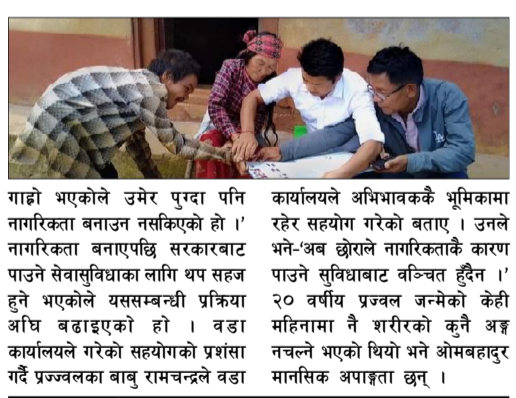 गाह्रो भएकोले उमेर पुग्दा पनि
नागरिकता बनाउन नसकिएको हो ।’
नागरिकता बनाएपछि सरकारबाट
पाउने सेवासुविधाका लागि थप सहज
हुने भएकोले यससम्बन्धी प्रक्रिया
अघि बढाइएको हो । वडा
कार्यालयले गरेको सहयोगको प्रशंसा
गर्दै प्रज्ज्वलका बाबु रामचन्द्रले वडा
कार्यालयले अभिभावककै भूमिकामा
रहेर सहयोग गरेको बताए । उनले
भने–‘अब छोराले नागरिकताकै कारण
पाउने सुविधाबाट वञ्चित हुँदैन ।’
२० वर्षीय प्रज्वल जन्मेको केही
महिनामा नै शरीरको कुनै अङ्ग
नचल्ने भएको थियो भने ओमबहादुर
मानसिक अपाङ्गता छन् ।